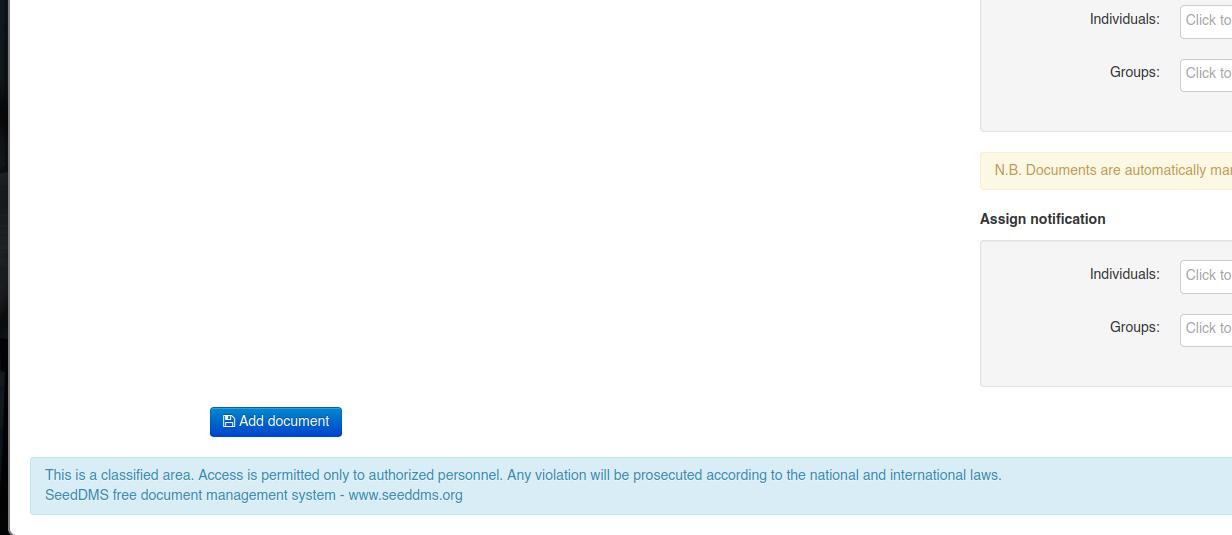 Individuals: Click to
Groups: Click to
N.B. Documents are automatically
Assign notification
Individuals: Click to
Groups: Click to
Add document
This is a classified area. Access is permitted only to authorized personnel. Any violation will be prosecuted according to the national and international laws.
SeedDMS free document management system - www.seeddms.org